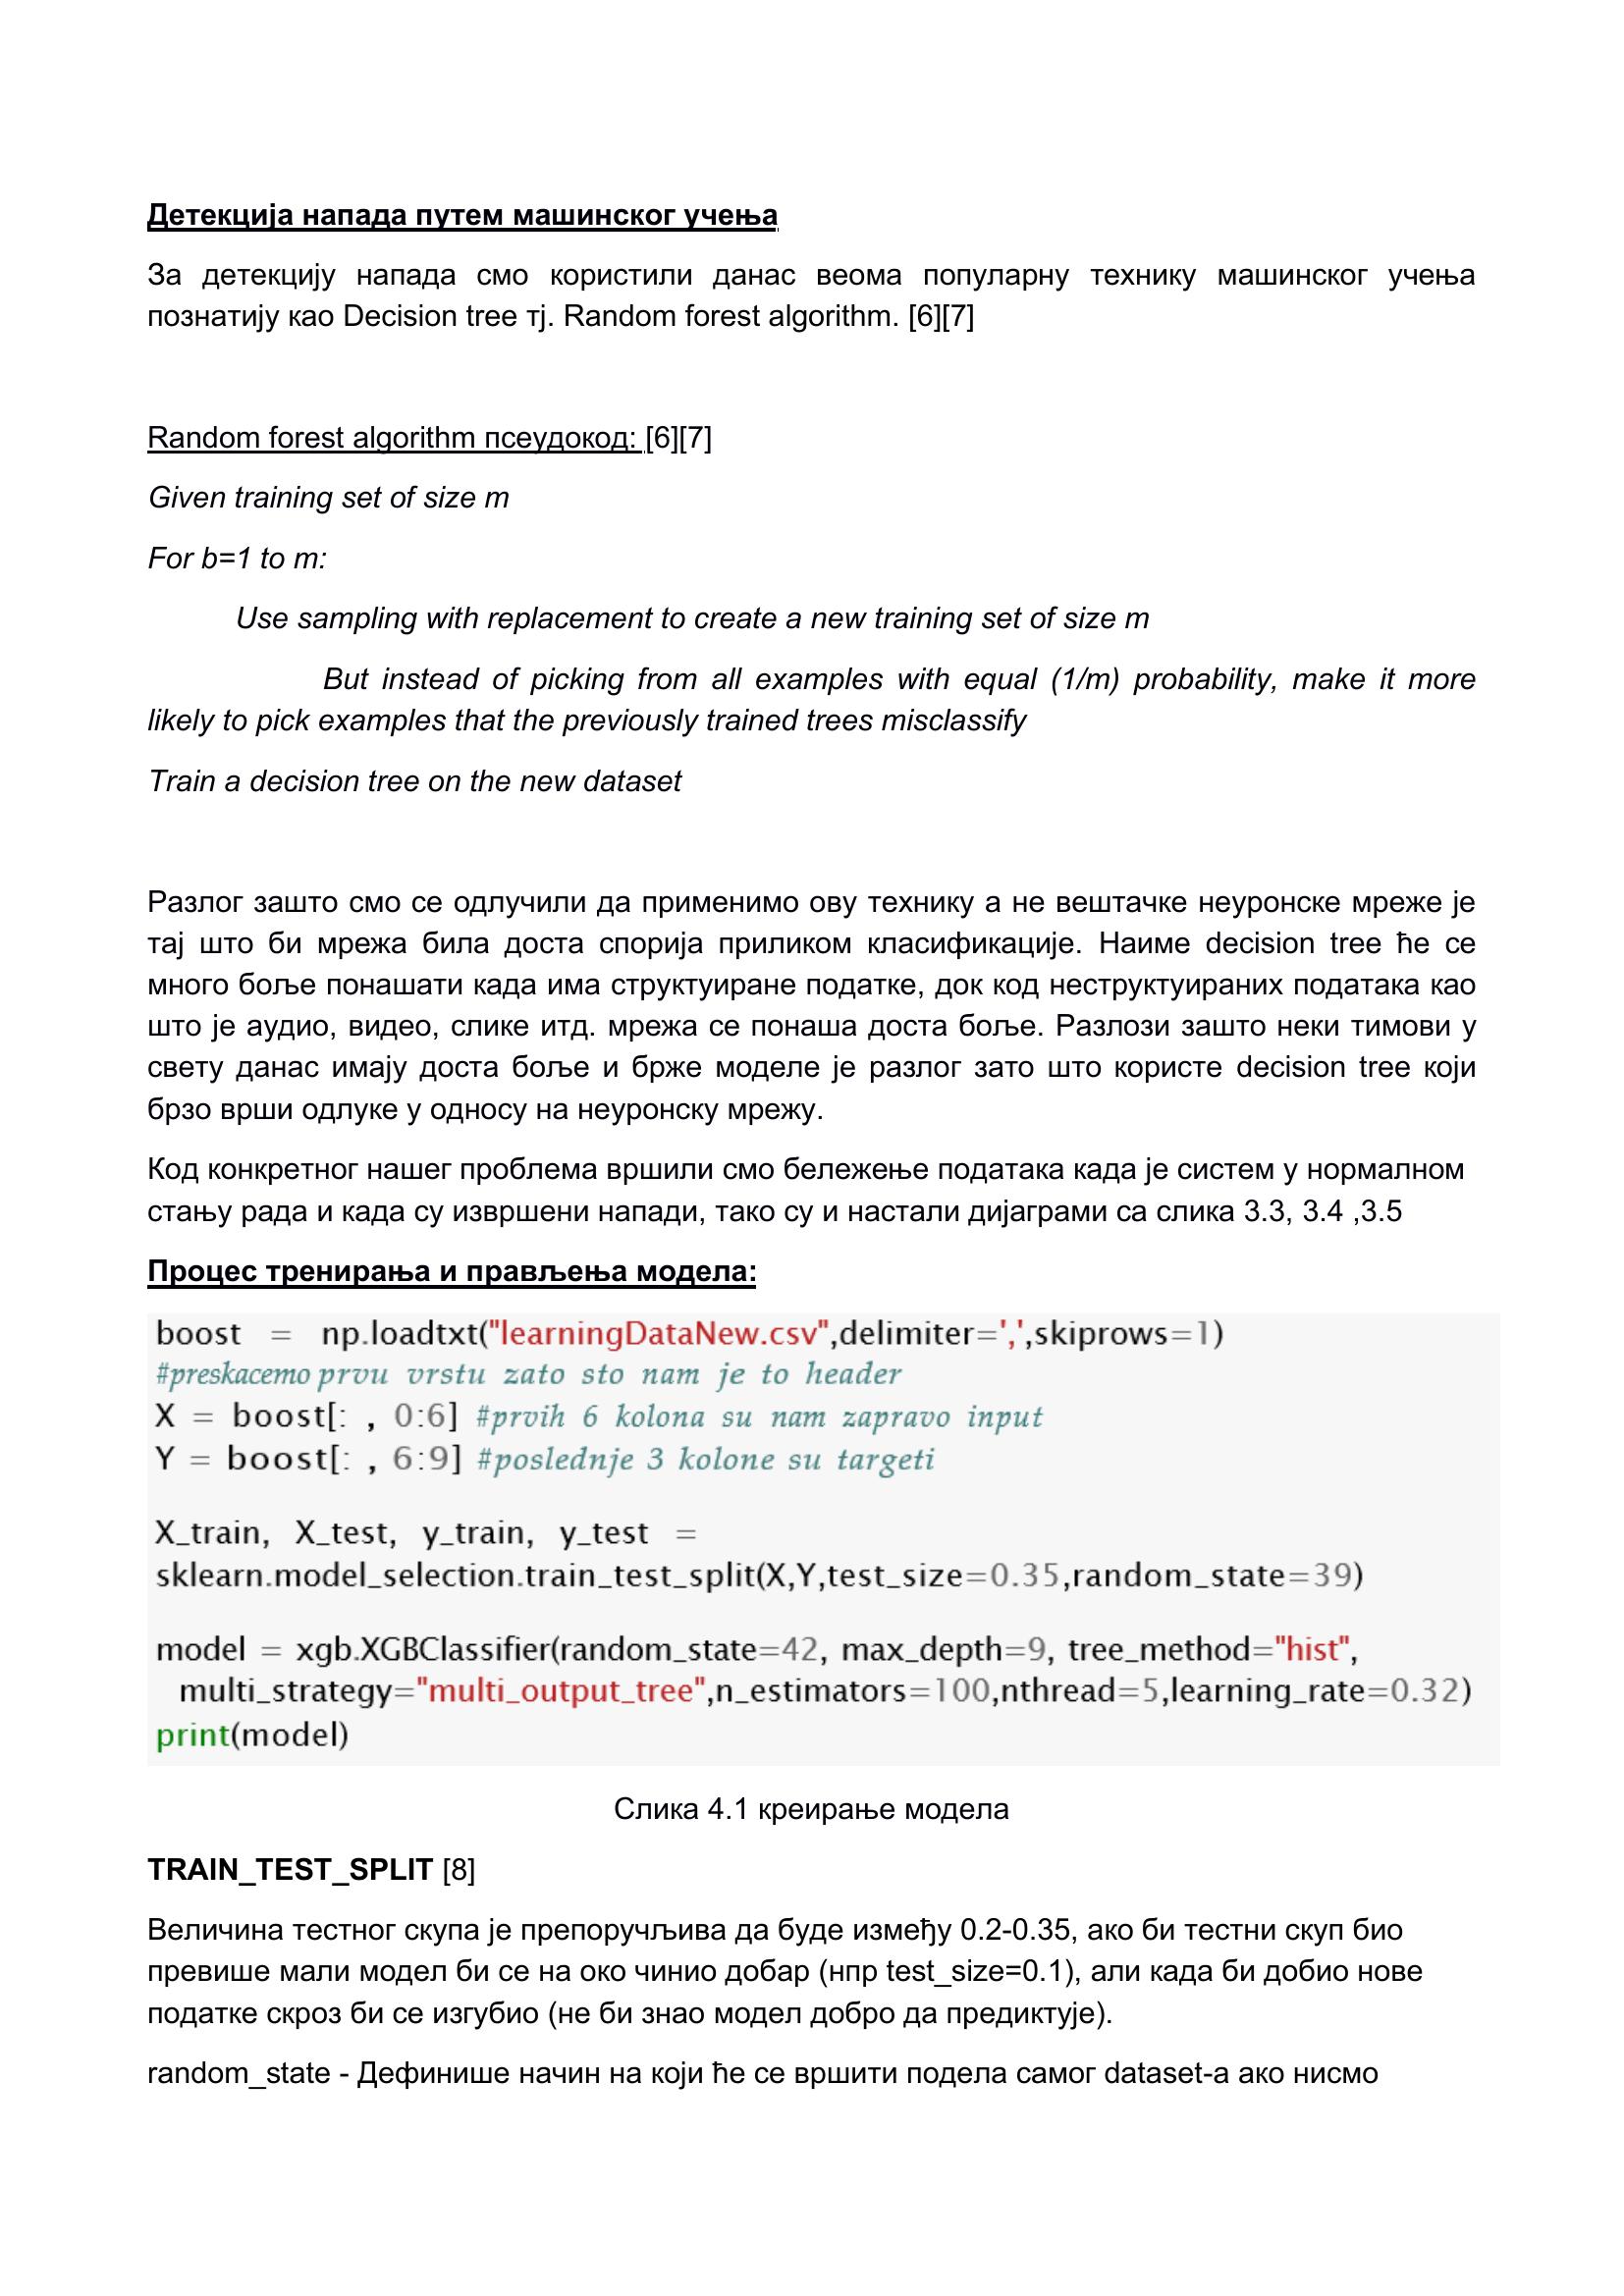 Детекција напада путем машинског учења
За детекцију напада смо користили данас веома популарну технику машинског учења
познатију као Decision tree тј. Random forest algorithm. [6][7]
Random forest algorithm псеудокод: [6][7]
Given training set of size m
For b=1 to m:
Use sampling with replacement to create a new training set of size m
But instead of picking from all examples with equal (1/m) probability, make it more
likely to pick examples that the previously trained trees misclassify
Train a decision tree on the new dataset
Разлог зашто смо се одлучили да применимо ову технику а не вештачке неуронске мреже је
тај што би мрежа била доста спорија приликом класификације. Наиме decision tree ће се
много боље понашати када има структуиране податке, док код неструктуираних података као
што је аудио, видео, слике итд. мрежа се понаша доста боље. Разлози зашто неки тимови у
свету данас имају доста боље и брже моделе је разлог зато што користе decision tree који
брзо врши одлуке у односу на неуронску мрежу.
Код конкретног нашег проблема вршили смо бележење података када је систем у нормалном
стању рада и када су извршени напади, тако су и настали дијаграми са слика 3.3, 3.4 ,3.5
Процес тренирања и прављења модела:
boost = np.loadtxt("learningDataNew.csv",delimiter=',',skiprows=1)
#preskacemo prvu vrstu zato sto nam je to header
X = boost[: , 0:6] #prvih 6 kolona su nam zapravo input
Y = boost[: , 6:9] #poslednje 3 kolone su targeti
X_train, X_test, y_train, y_test =
sklearn.model_selection.train_test_split(X,Y,test_size=0.35,random_state=39)
model = xgb.XGBClassifier(random_state=42, max_depth=9, tree_method="hist",
multi_strategy="multi_output_tree",n_estimators=100,nthread=5,learning_rate=0.32)
print(model)
Слика 4.1 креирање модела
TRAIN_TEST_SPLIT [8]
Величина тестног скупа је препоручљива да буде између 0.2-0.35, ако би тестни скуп био
превише мали модел би се на око чинио добар (нпр test_size=0.1), али када би добио нове
податке скроз би се изгубио (не би знао модел добро да предиктује).
random_state - Дефинише начин на који ће се вршити подела самог dataset-а ако нисмо